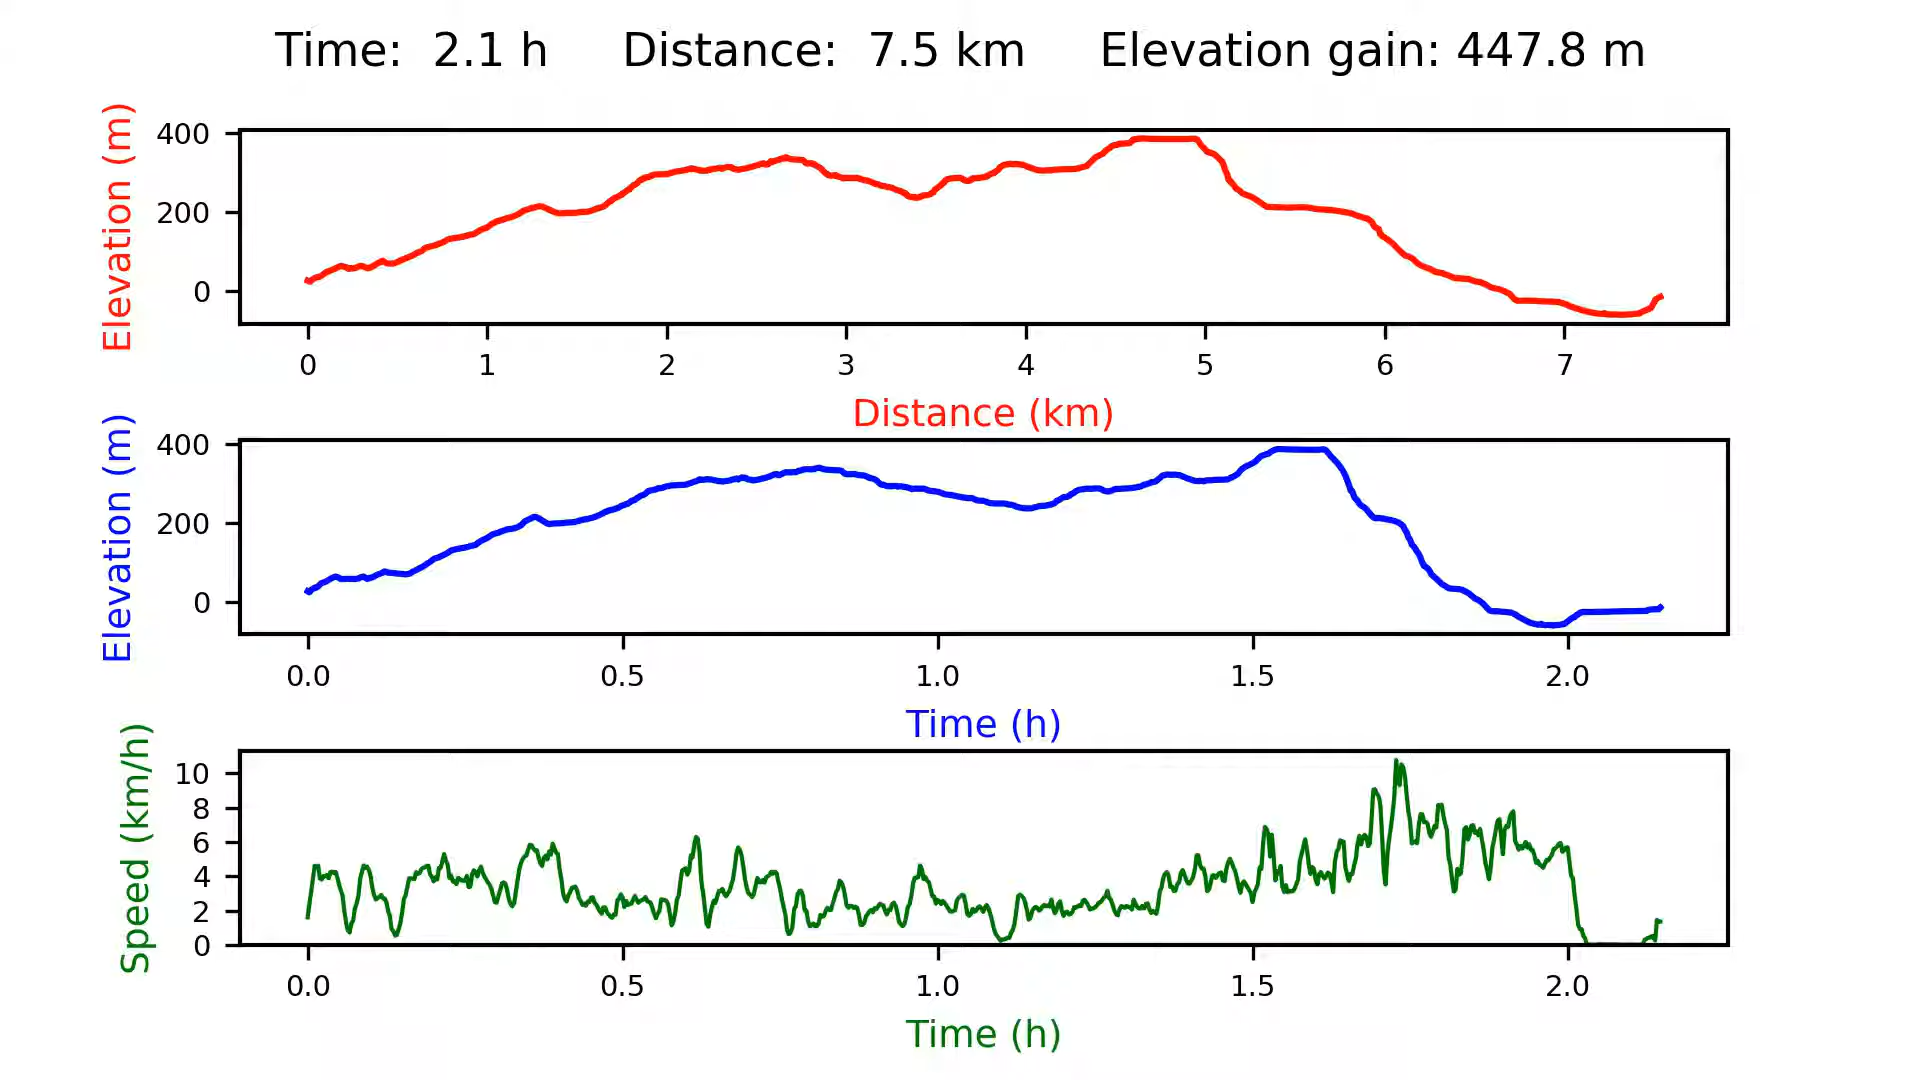 Time:  2.1 h     Distance:  7.5 km     Elevation gain: 447.8 m
Elevation (m)
400
200
0
0 1 2 3 4 5 6 7
Distance (km)
Elevation (m)
400
200
0
0.0 0.5 1.0 1.5 2.0
Time (h)
Speed (km/h)
10
8
6
4
2
0
0.0 0.5 1.0 1.5 2.0
Time (h)